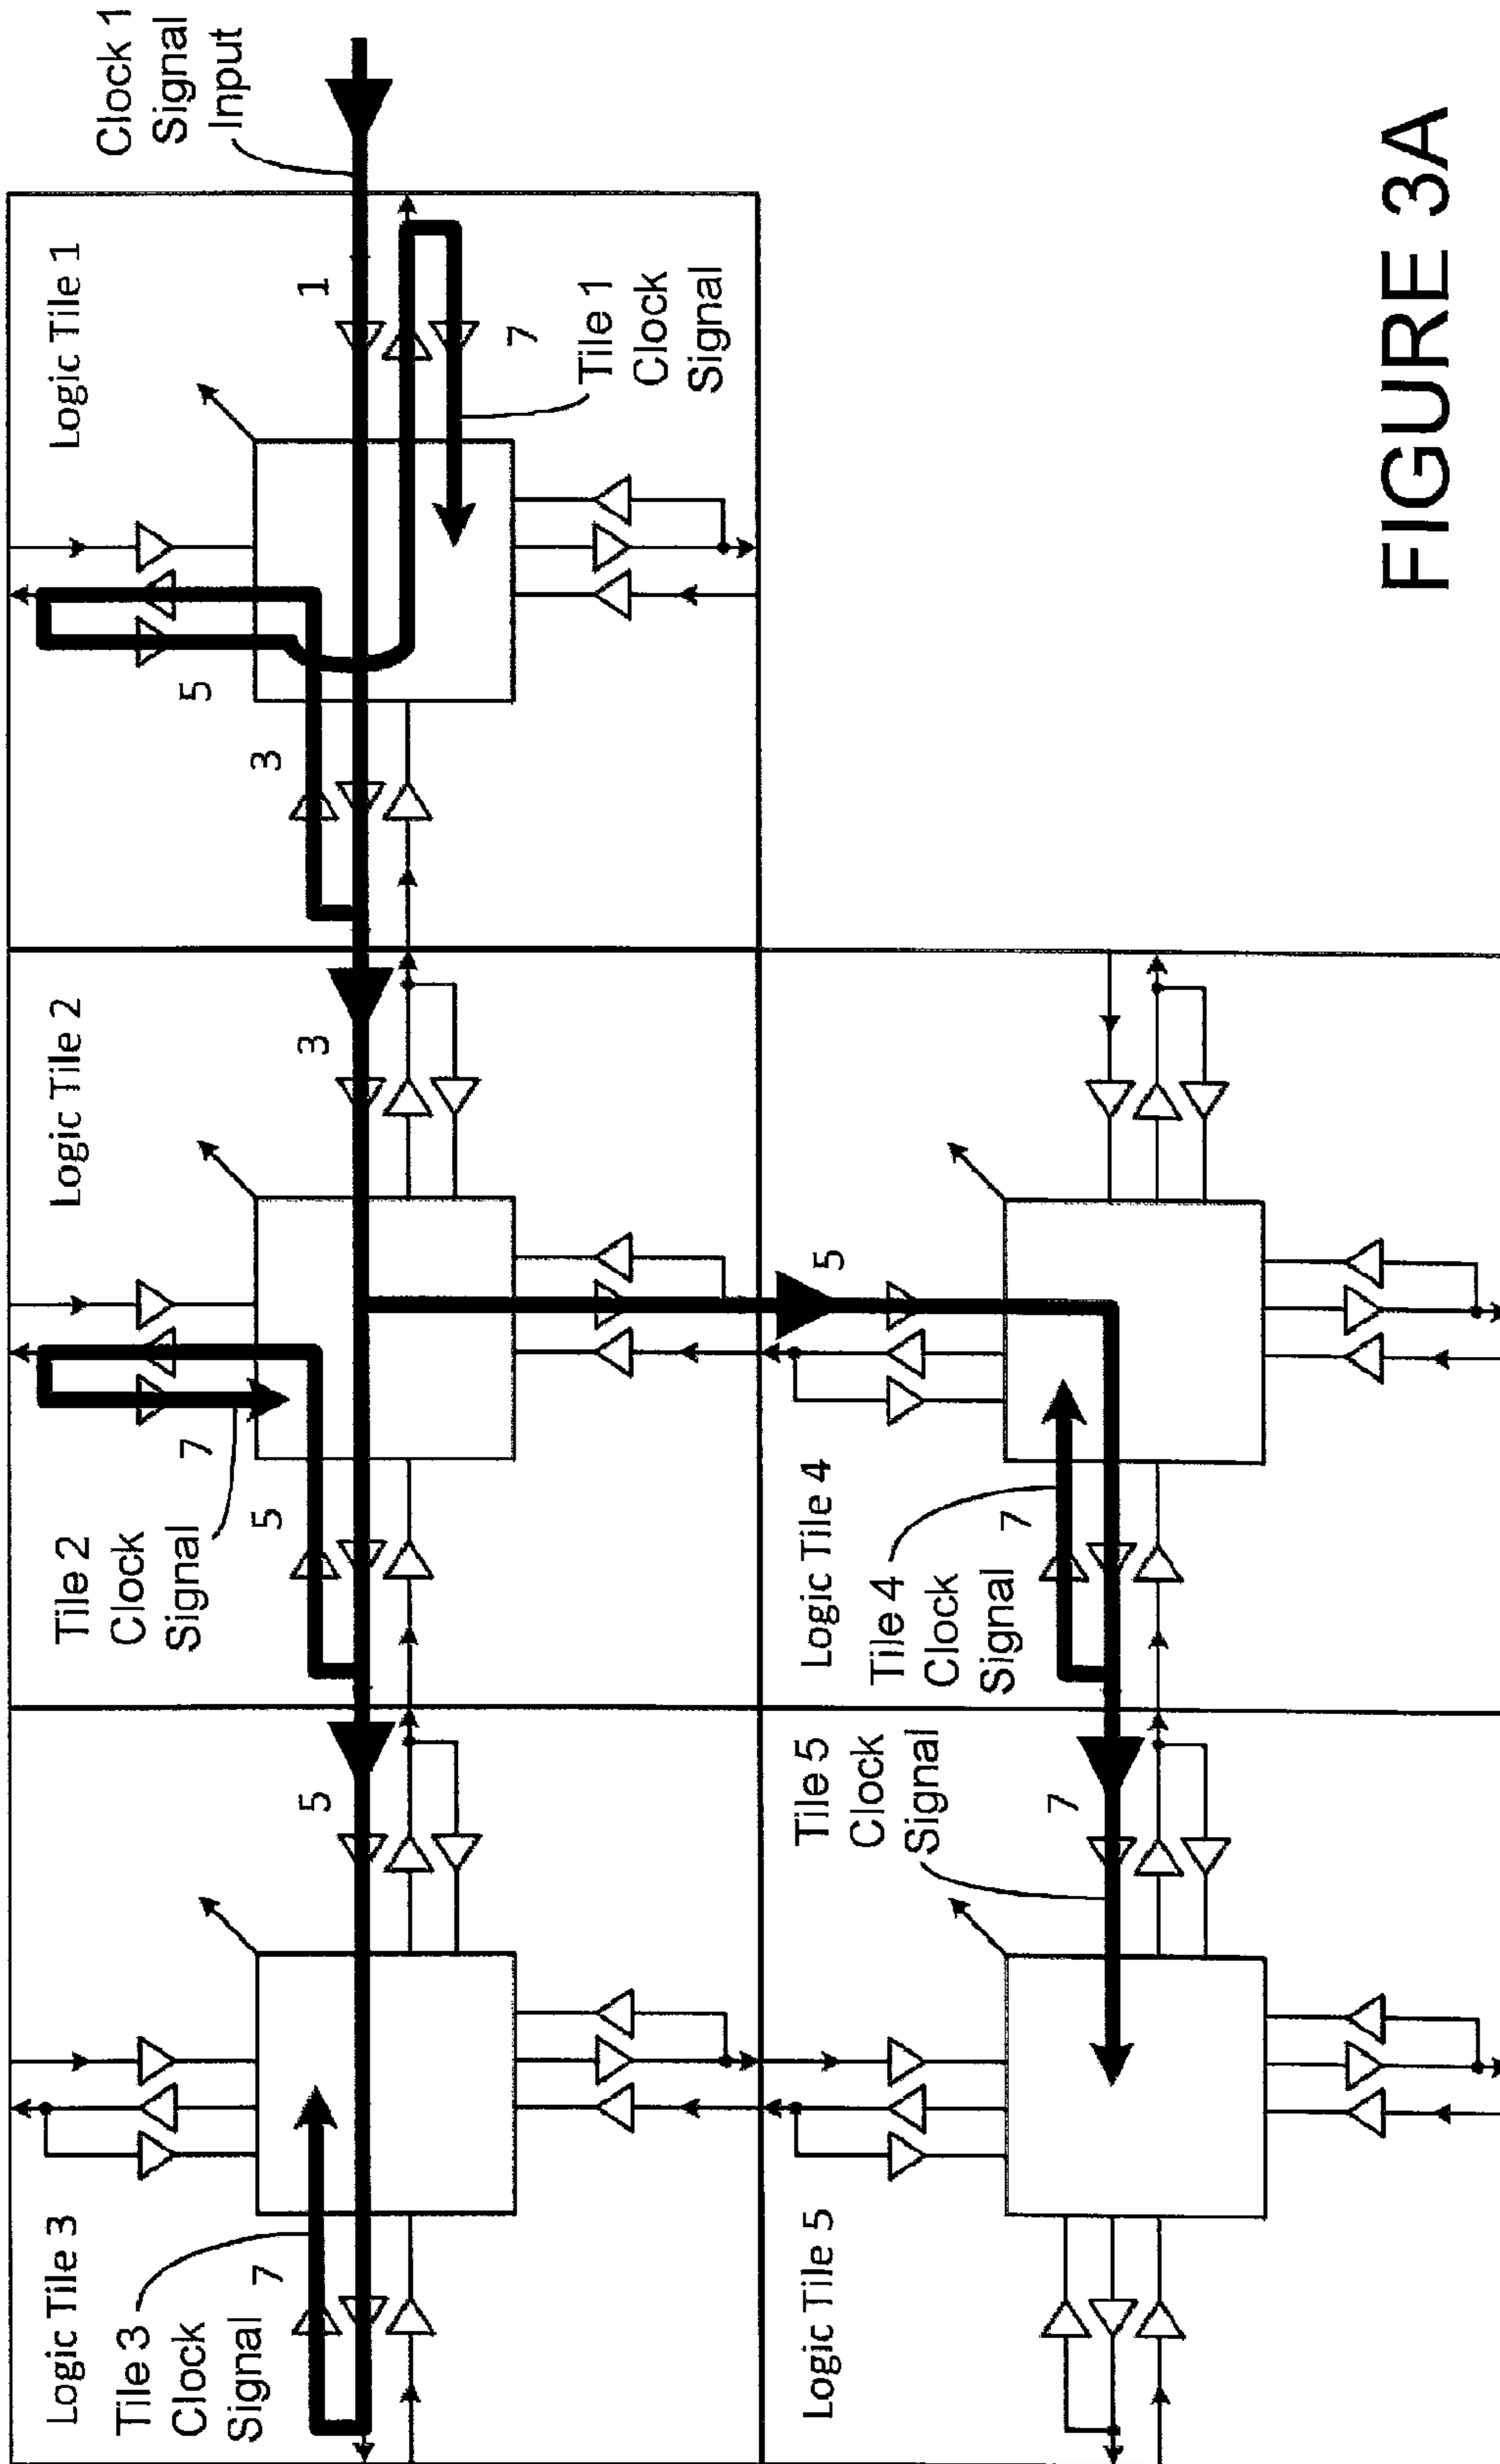 Logic Tile 3
Tile 3
Clock
Signal
7
5
Tile 2
Clock
Signal
Logic Tile 2
7
5
3
Logic Tile 1
5
3
1
7
Tile 1
Clock
Signal
Clock 1
Signal
Input
Logic Tile 5
Tile 5
Clock
Signal
7
Logic Tile 4
Tile 4
Clock
Signal
7
5
FIGURE 3A